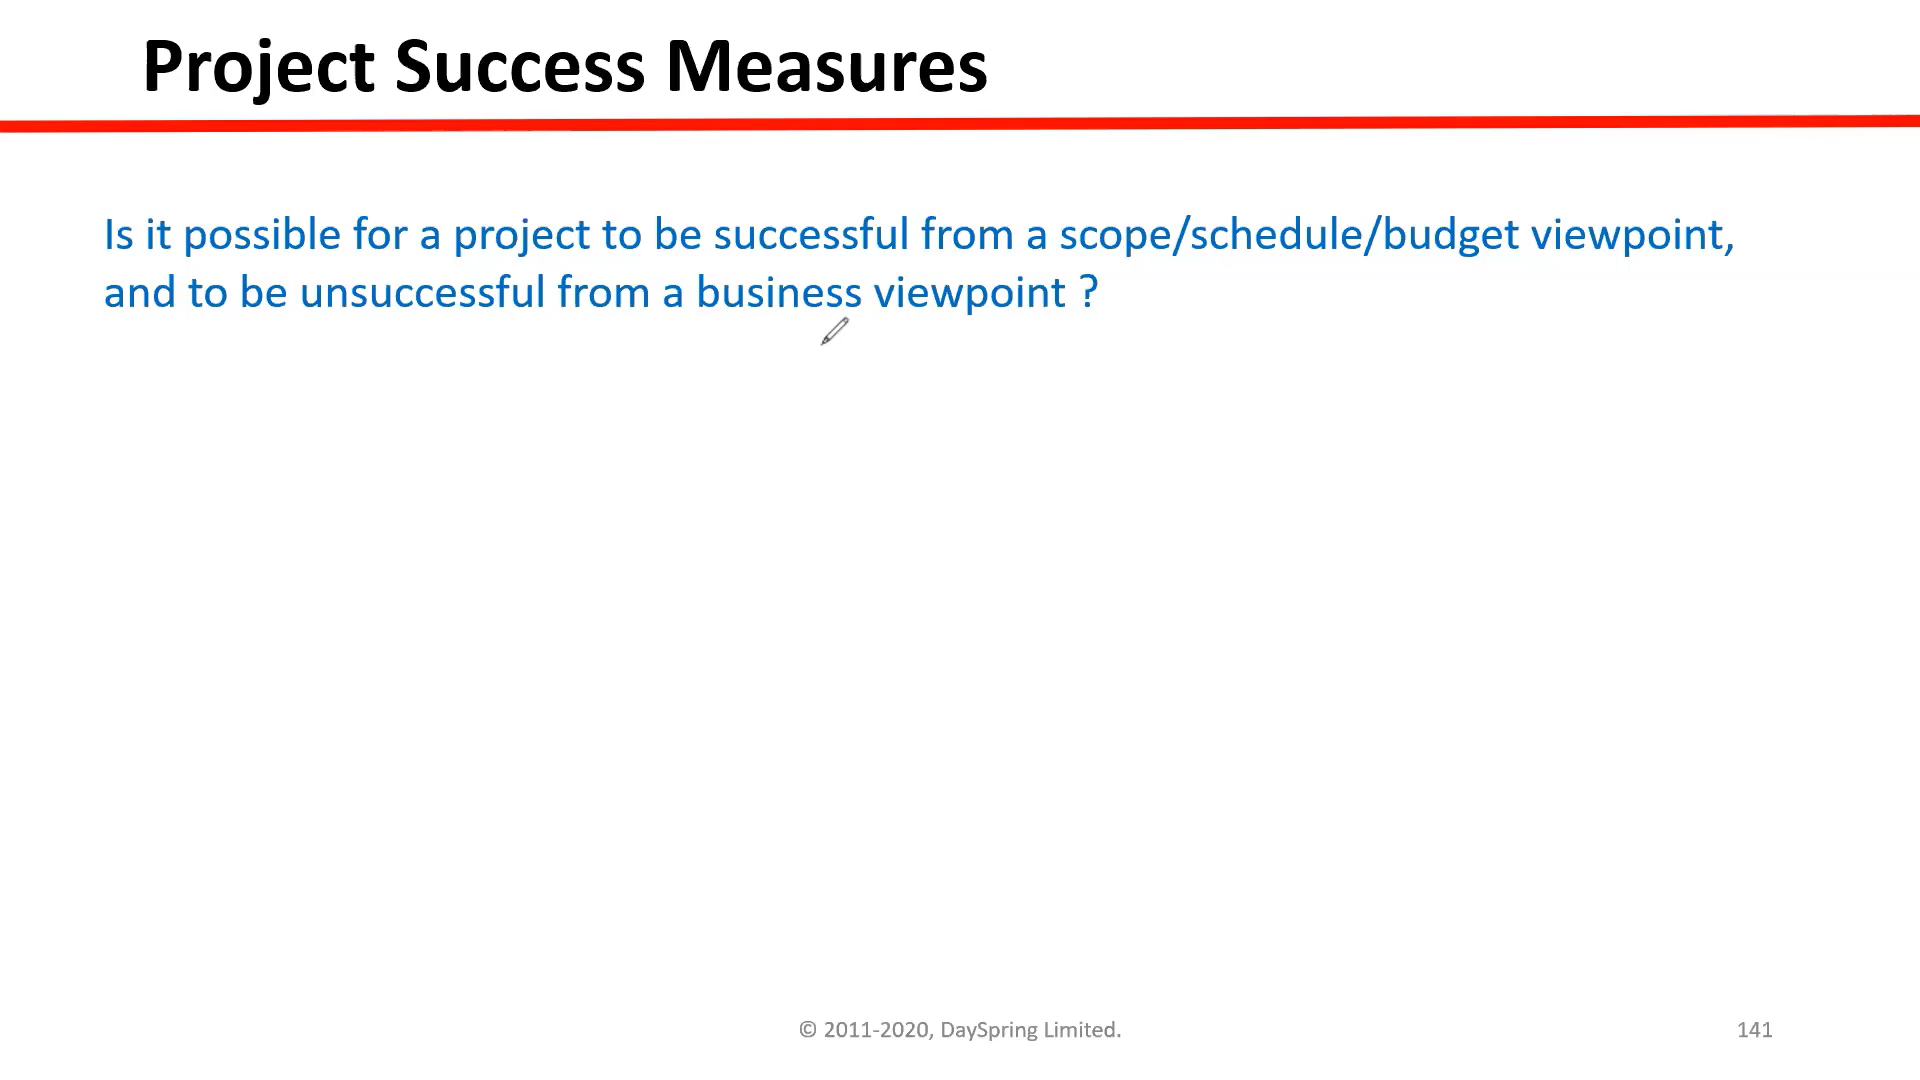 Project Success Measures
Is it possible for a project to be successful from a scope/schedule/budget viewpoint,
and to be unsuccessful from a business viewpoint ?
© 2011-2020, DaySpring Limited.
141